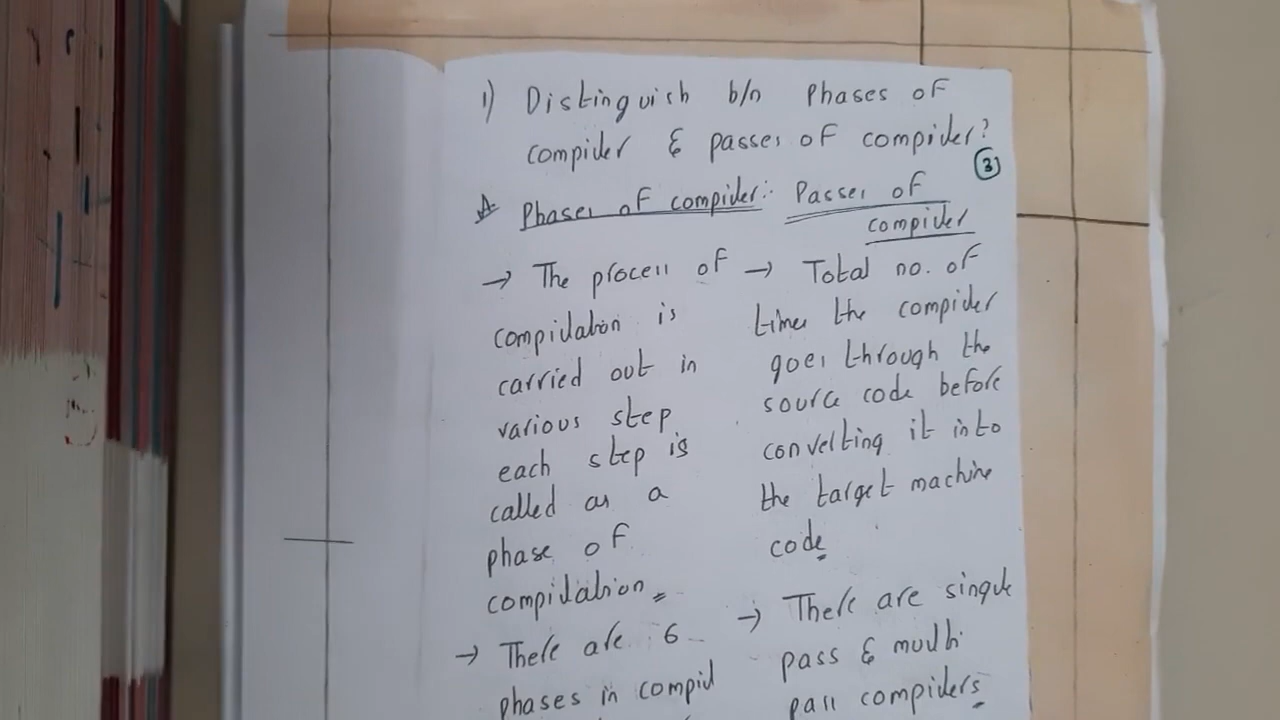 1) Distinguish b/n Phases of
compiler & passes of compiler?
③
A Phases of compiler:
→ The process of
compilation is
carried out in
various step
each step is
called as a
phase of
compilation
→ There are 6
phases in compil
Passes of
compiler
→ Total no. of
times the compiler
goes through the
source code before
converting it into
the target machine
code
→ There are single
pass & multi
pass compilers